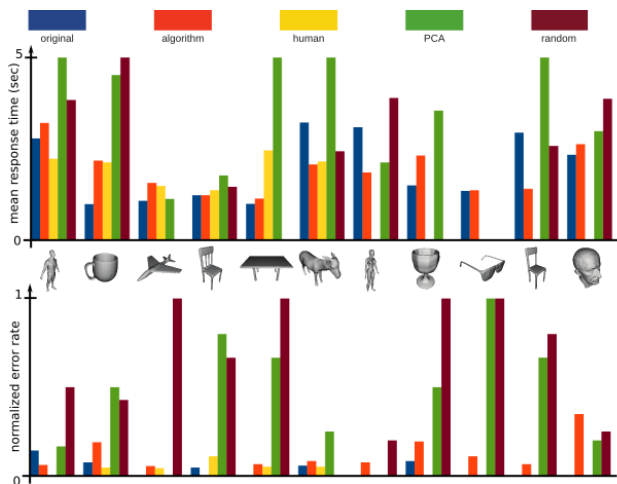 original algorithm human PCA random
5
mean response time (sec)
0
1
normalized error rate
0